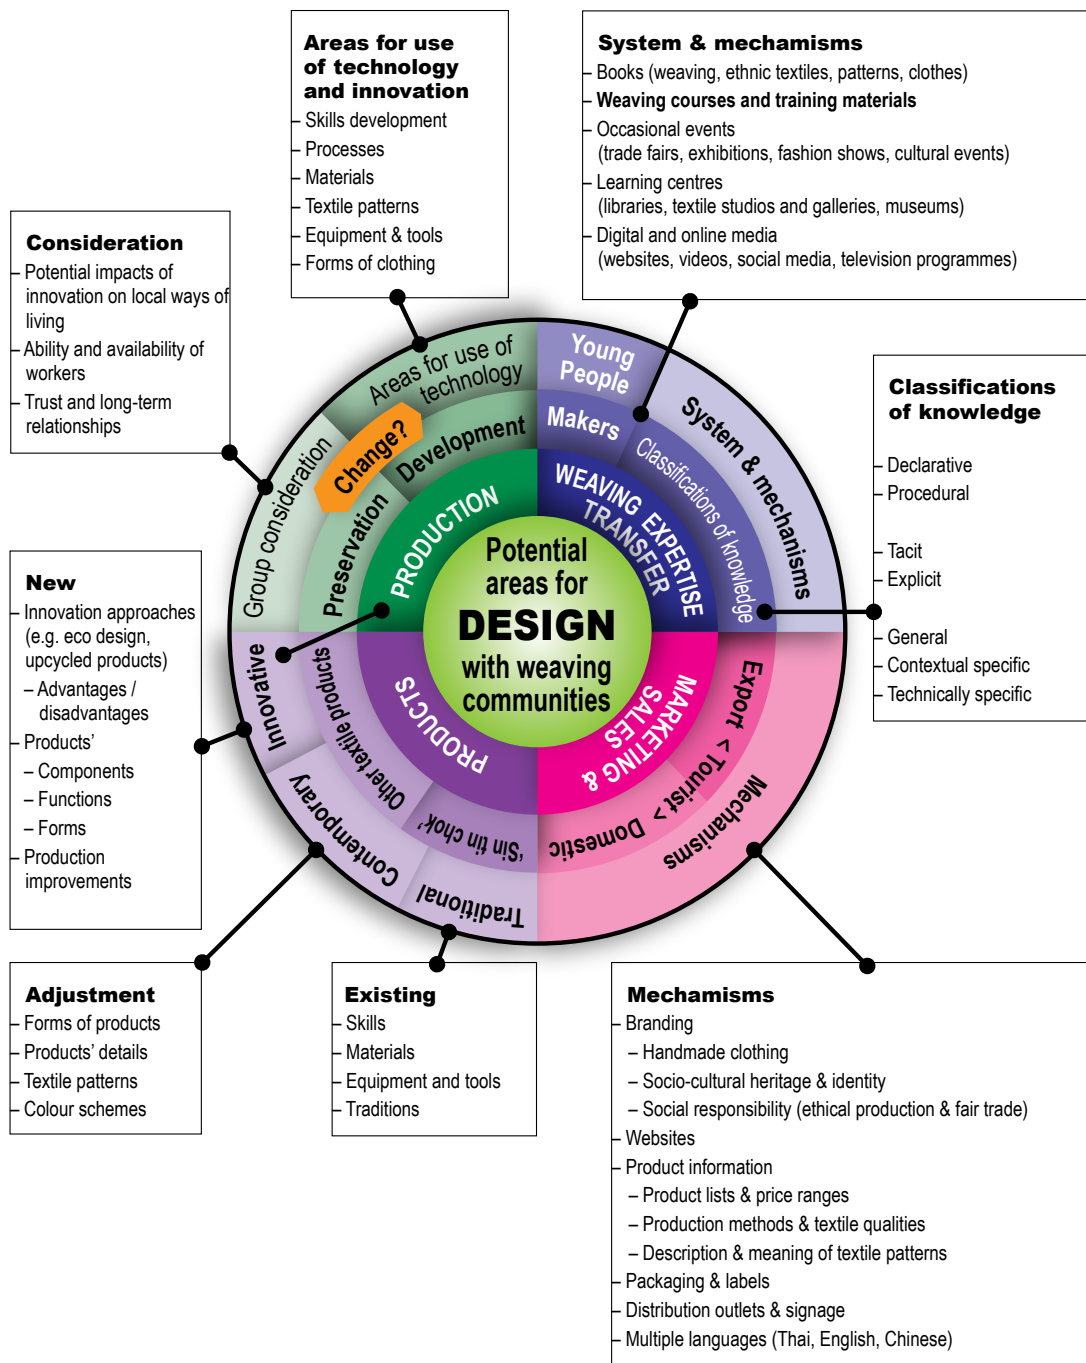 Areas for use
of technology
and innovation
– Skills development
– Processes
– Materials
– Textile patterns
– Equipment & tools
– Forms of clothing
System & mechamisms
– Books (weaving, ethnic textiles, patterns, clothes)
– Weaving courses and training materials
– Occasional events
(trade fairs, exhibitions, fashion shows, cultural events)
– Learning centres
(libraries, textile studios and galleries, museums)
– Digital and online media
(websites, videos, social media, television programmes)
Consideration
– Potential impacts of
innovation on local ways of
living
– Ability and availability of
workers
– Trust and long-term
relationships
Classifications
of knowledge
– Declarative
– Procedural
– Tacit
– Explicit
– General
– Contextual specific
– Technically specific
Areas for use of
technology
Young
People
System & mechanisms
Change?
Development
Makers
Classifications of knowledge
Group consideration
Preservation
PRODUCTION
WEAVING EXPERTISE
TRANSFER
Potential
areas for
DESIGN
with weaving
communities
Innovative
Other textile products
PRODUCTS
MARKETING &
SALES
Export < Tourist > Domestic
Mechanisms
Contemporary
'Sin tin chok'
Traditional
New
– Innovation approaches
(e.g. eco design,
upcycled products)
– Advantages /
disadvantages
– Products'
– Components
– Functions
– Forms
– Production
improvements
Adjustment
– Forms of products
– Products' details
– Textile patterns
– Colour schemes
Existing
– Skills
– Materials
– Equipment and tools
– Traditions
Mechamisms
– Branding
– Handmade clothing
– Socio-cultural heritage & identity
– Social responsibility (ethical production & fair trade)
– Websites
– Product information
– Product lists & price ranges
– Production methods & textile qualities
– Description & meaning of textile patterns
– Packaging & labels
– Distribution outlets & signage
– Multiple languages (Thai, English, Chinese)